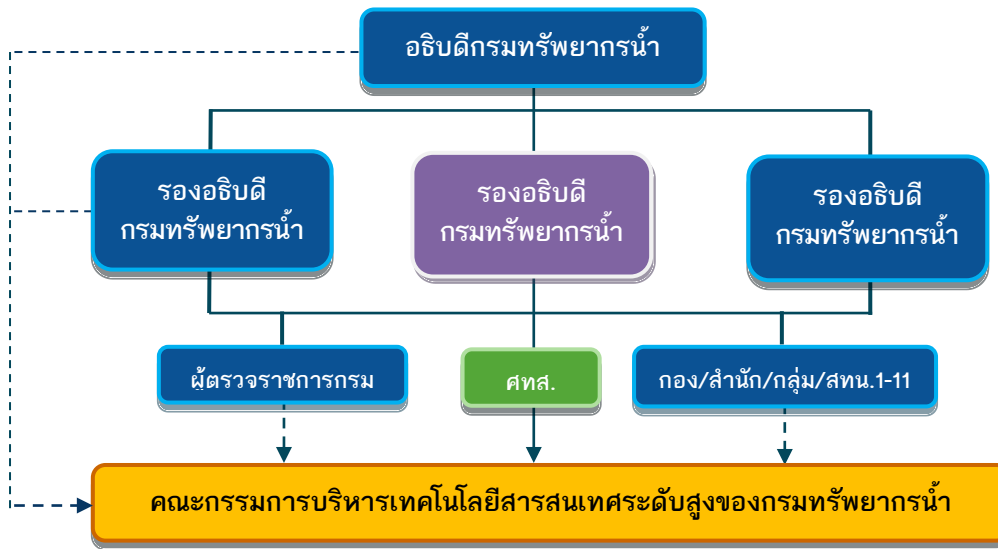 อธิบดีกรมทรัพยากรน้ำ
รองอธิบดี
กรมทรัพยากรน้ำ
รองอธิบดี
กรมทรัพยากรน้ำ
รองอธิบดี
กรมทรัพยากรน้ำ
ผู้ตรวจราชการกรม
ศทส.
กอง/สำนัก/กลุ่ม/สทน.1-11
คณะกรรมการบริหารเทคโนโลยีสารสนเทศระดับสูงของกรมทรัพยากรน้ำ